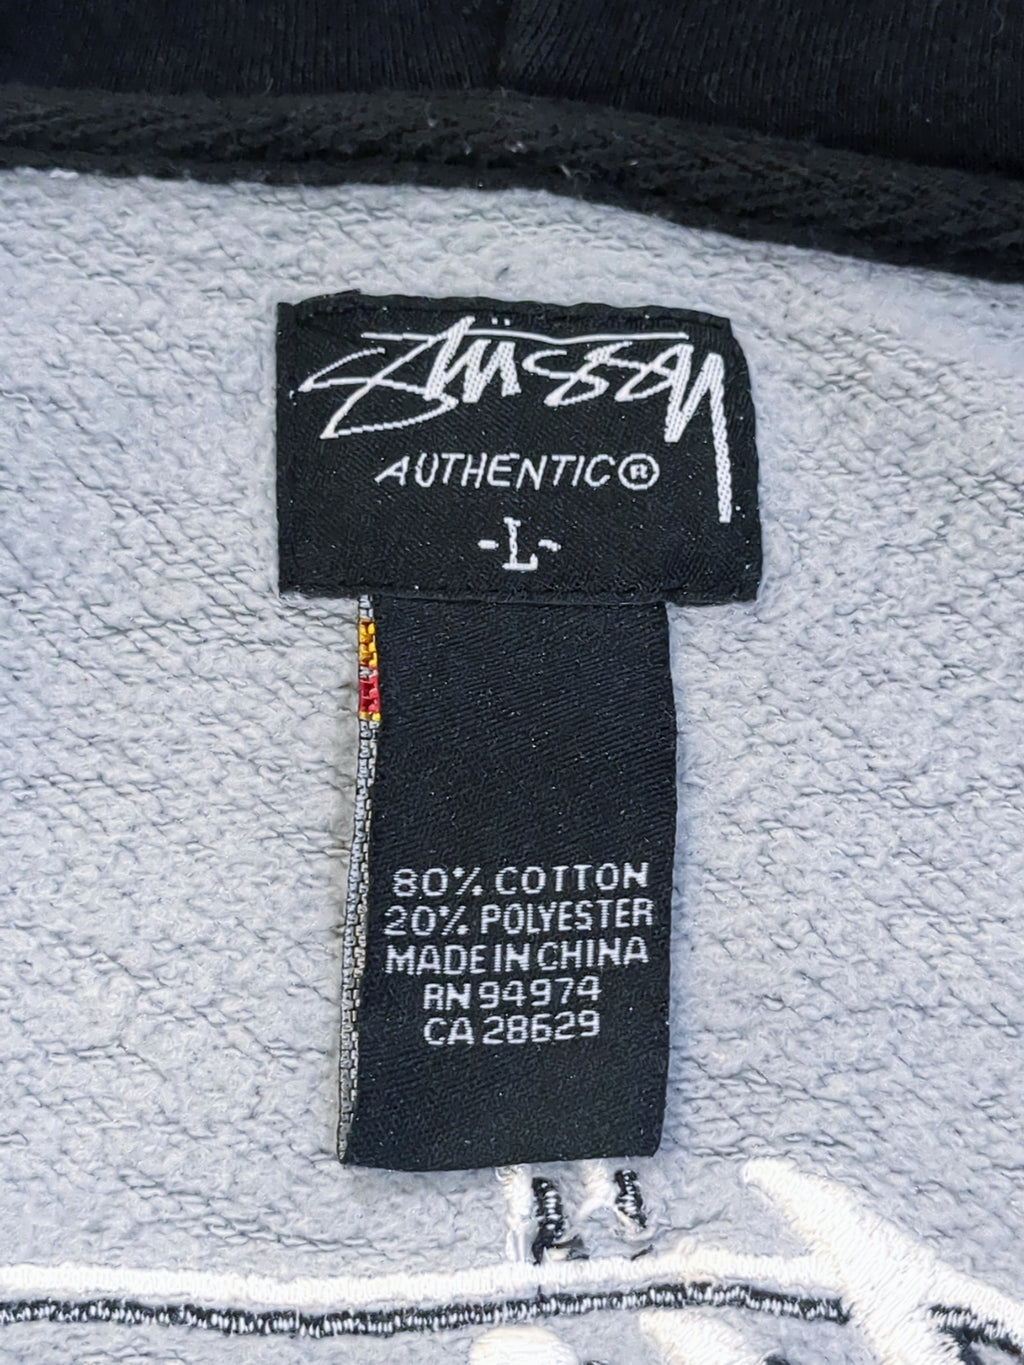 Stüssy
AUTHENTIC®
-L-
80% COTTON
20% POLYESTER
MADE IN CHINA
RN 94974
CA 28629